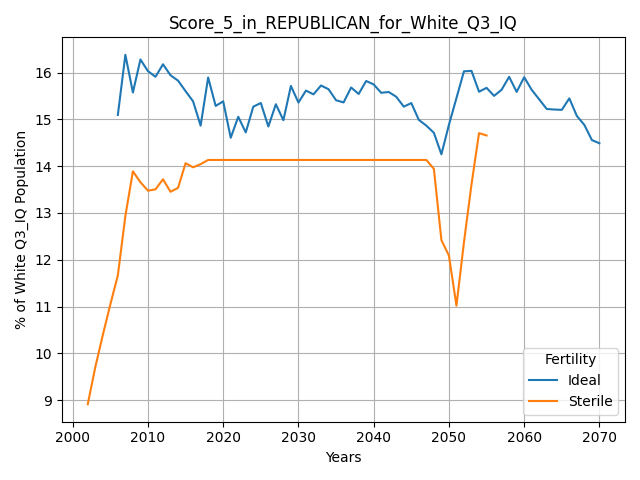 Score_5_in_REPUBLICAN_for_White_Q3_IQ
% of White Q3_IQ Population
16
15
14
13
12
11
10
9
2000 2010 2020 2030 2040 2050 2060 2070
Years
Fertility
Ideal
Sterile